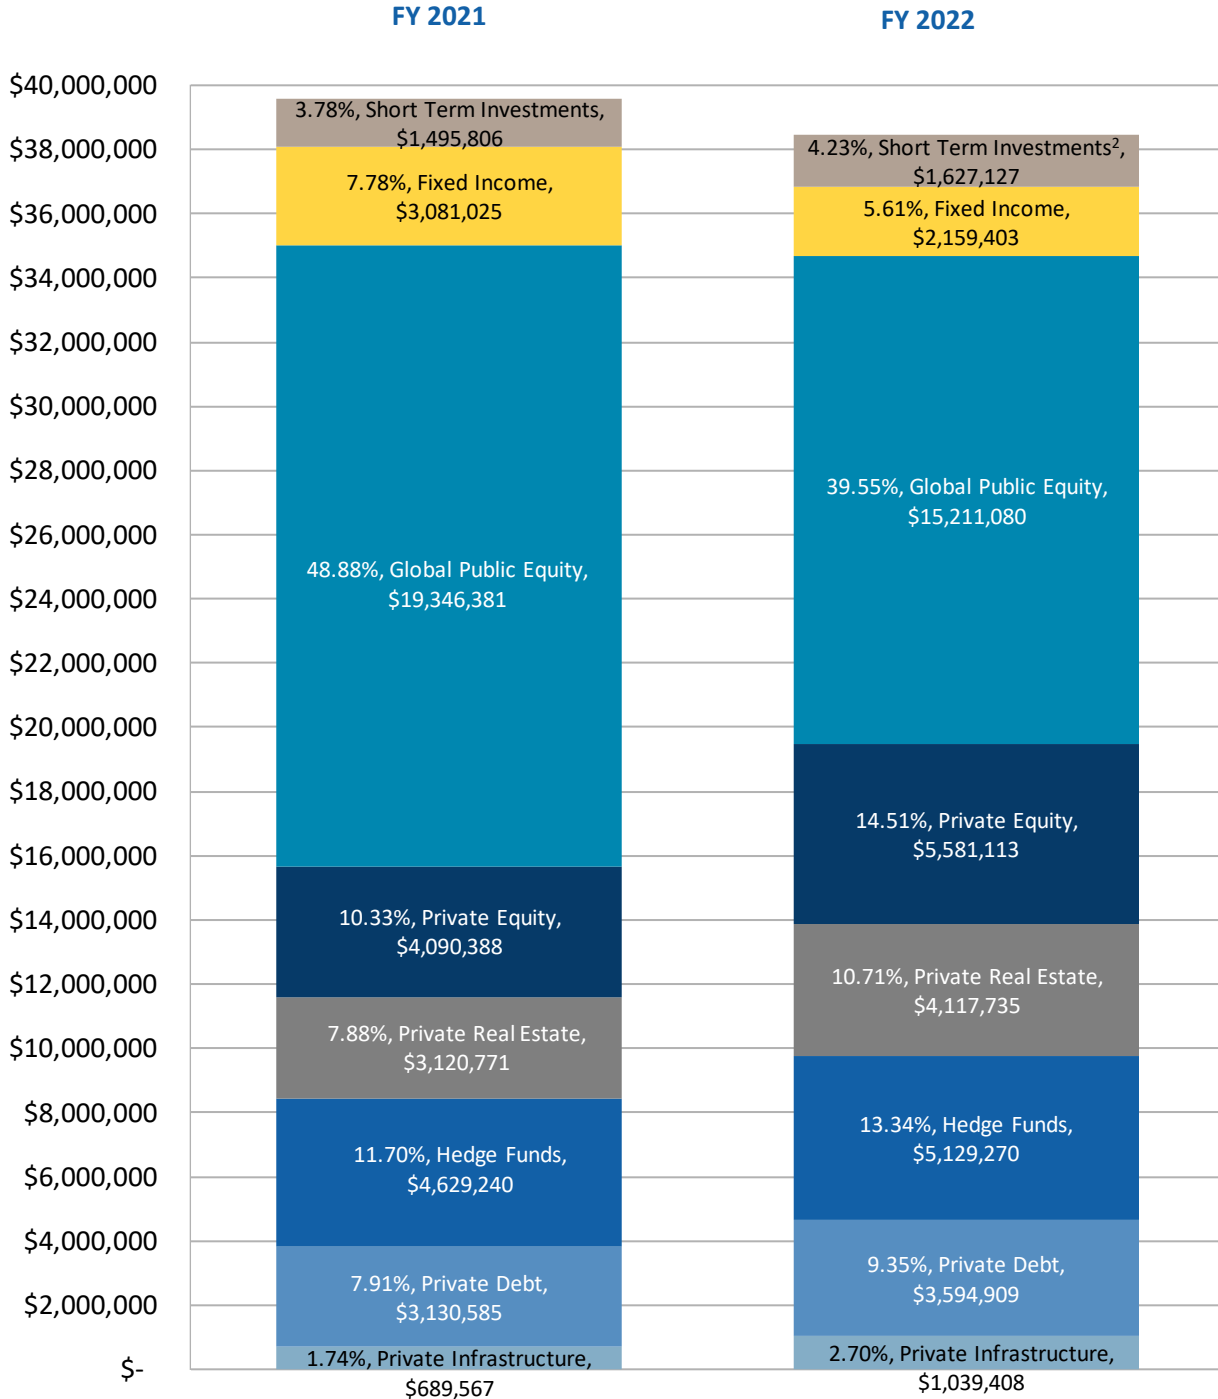 FY 2021
FY 2022
$40,000,000
$38,000,000
$36,000,000
$34,000,000
$32,000,000
$30,000,000
$28,000,000
$26,000,000
$24,000,000
$22,000,000
$20,000,000
$18,000,000
$16,000,000
$14,000,000
$12,000,000
$10,000,000
$8,000,000
$6,000,000
$4,000,000
$2,000,000
$-
3.78%, Short Term Investments,
$1,495,806
7.78%, Fixed Income,
$3,081,025
48.88%, Global Public Equity,
$19,346,381
10.33%, Private Equity,
$4,090,388
7.88%, Private Real Estate,
$3,120,771
11.70%, Hedge Funds,
$4,629,240
7.91%, Private Debt,
$3,130,585
1.74%, Private Infrastructure,
$689,567
4.23%, Short Term Investments²,
$1,627,127
5.61%, Fixed Income,
$2,159,403
39.55%, Global Public Equity,
$15,211,080
14.51%, Private Equity,
$5,581,113
10.71%, Private Real Estate,
$4,117,735
13.34%, Hedge Funds,
$5,129,270
9.35%, Private Debt,
$3,594,909
2.70%, Private Infrastructure,
$1,039,408